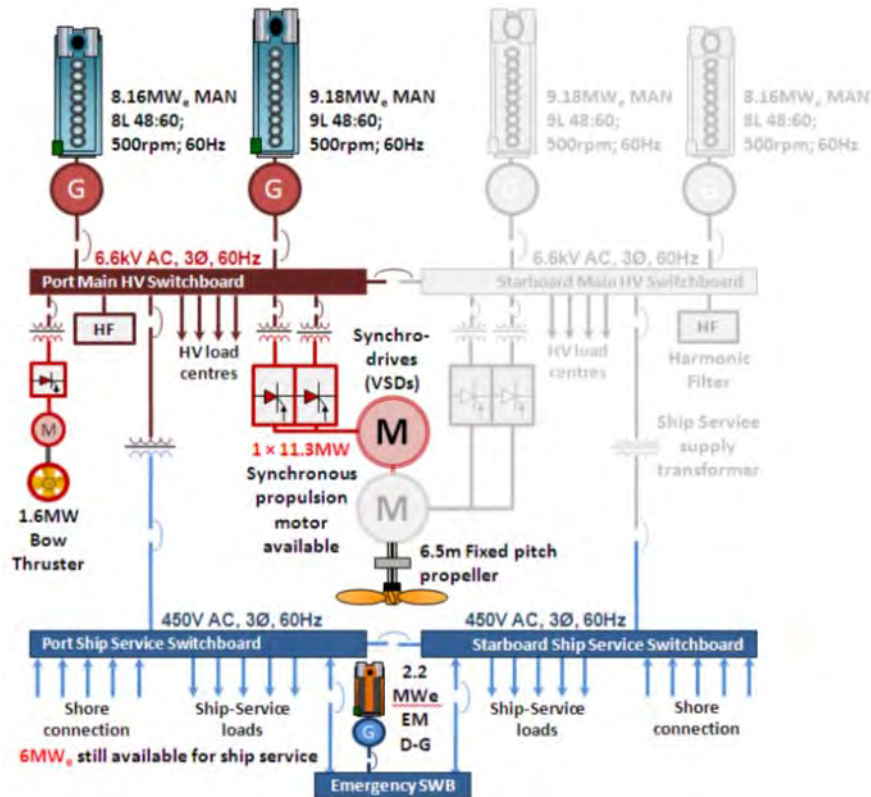 8.16MWe MAN
8L 48:60;
500rpm; 60Hz
9.18MWe MAN
9L 48:60;
500rpm; 60Hz
9.18MWe MAN
9L 48:60;
500rpm; 60Hz
8.16MWe MAN
8L 48:60;
500rpm; 60Hz
G
G
G
G
6.6kV AC, 3Ø, 60Hz
6.6kV AC, 3Ø, 60Hz
Port Main HV Switchboard
Starboard Main HV Switchboard
HF
HV load
centres
Synchro-
drives
(VSDs)
HV load
centres
HF
Harmonic
Filter
M
1.6MW
Bow
Thruster
M
1 × 11.3MW
Synchronous
propulsion
motor
available
M
Ship Service
supply
transformer
6.5m Fixed pitch
propeller
450V AC, 3Ø, 60Hz
450V AC, 3Ø, 60Hz
Port Ship Service Switchboard
Starboard Ship Service Switchboard
Shore
connection
Ship-Service
loads
2.2
MWe
EM
D-G
G
Ship-Service
loads
Shore
connection
6MWe still available for ship service
Emergency SWB